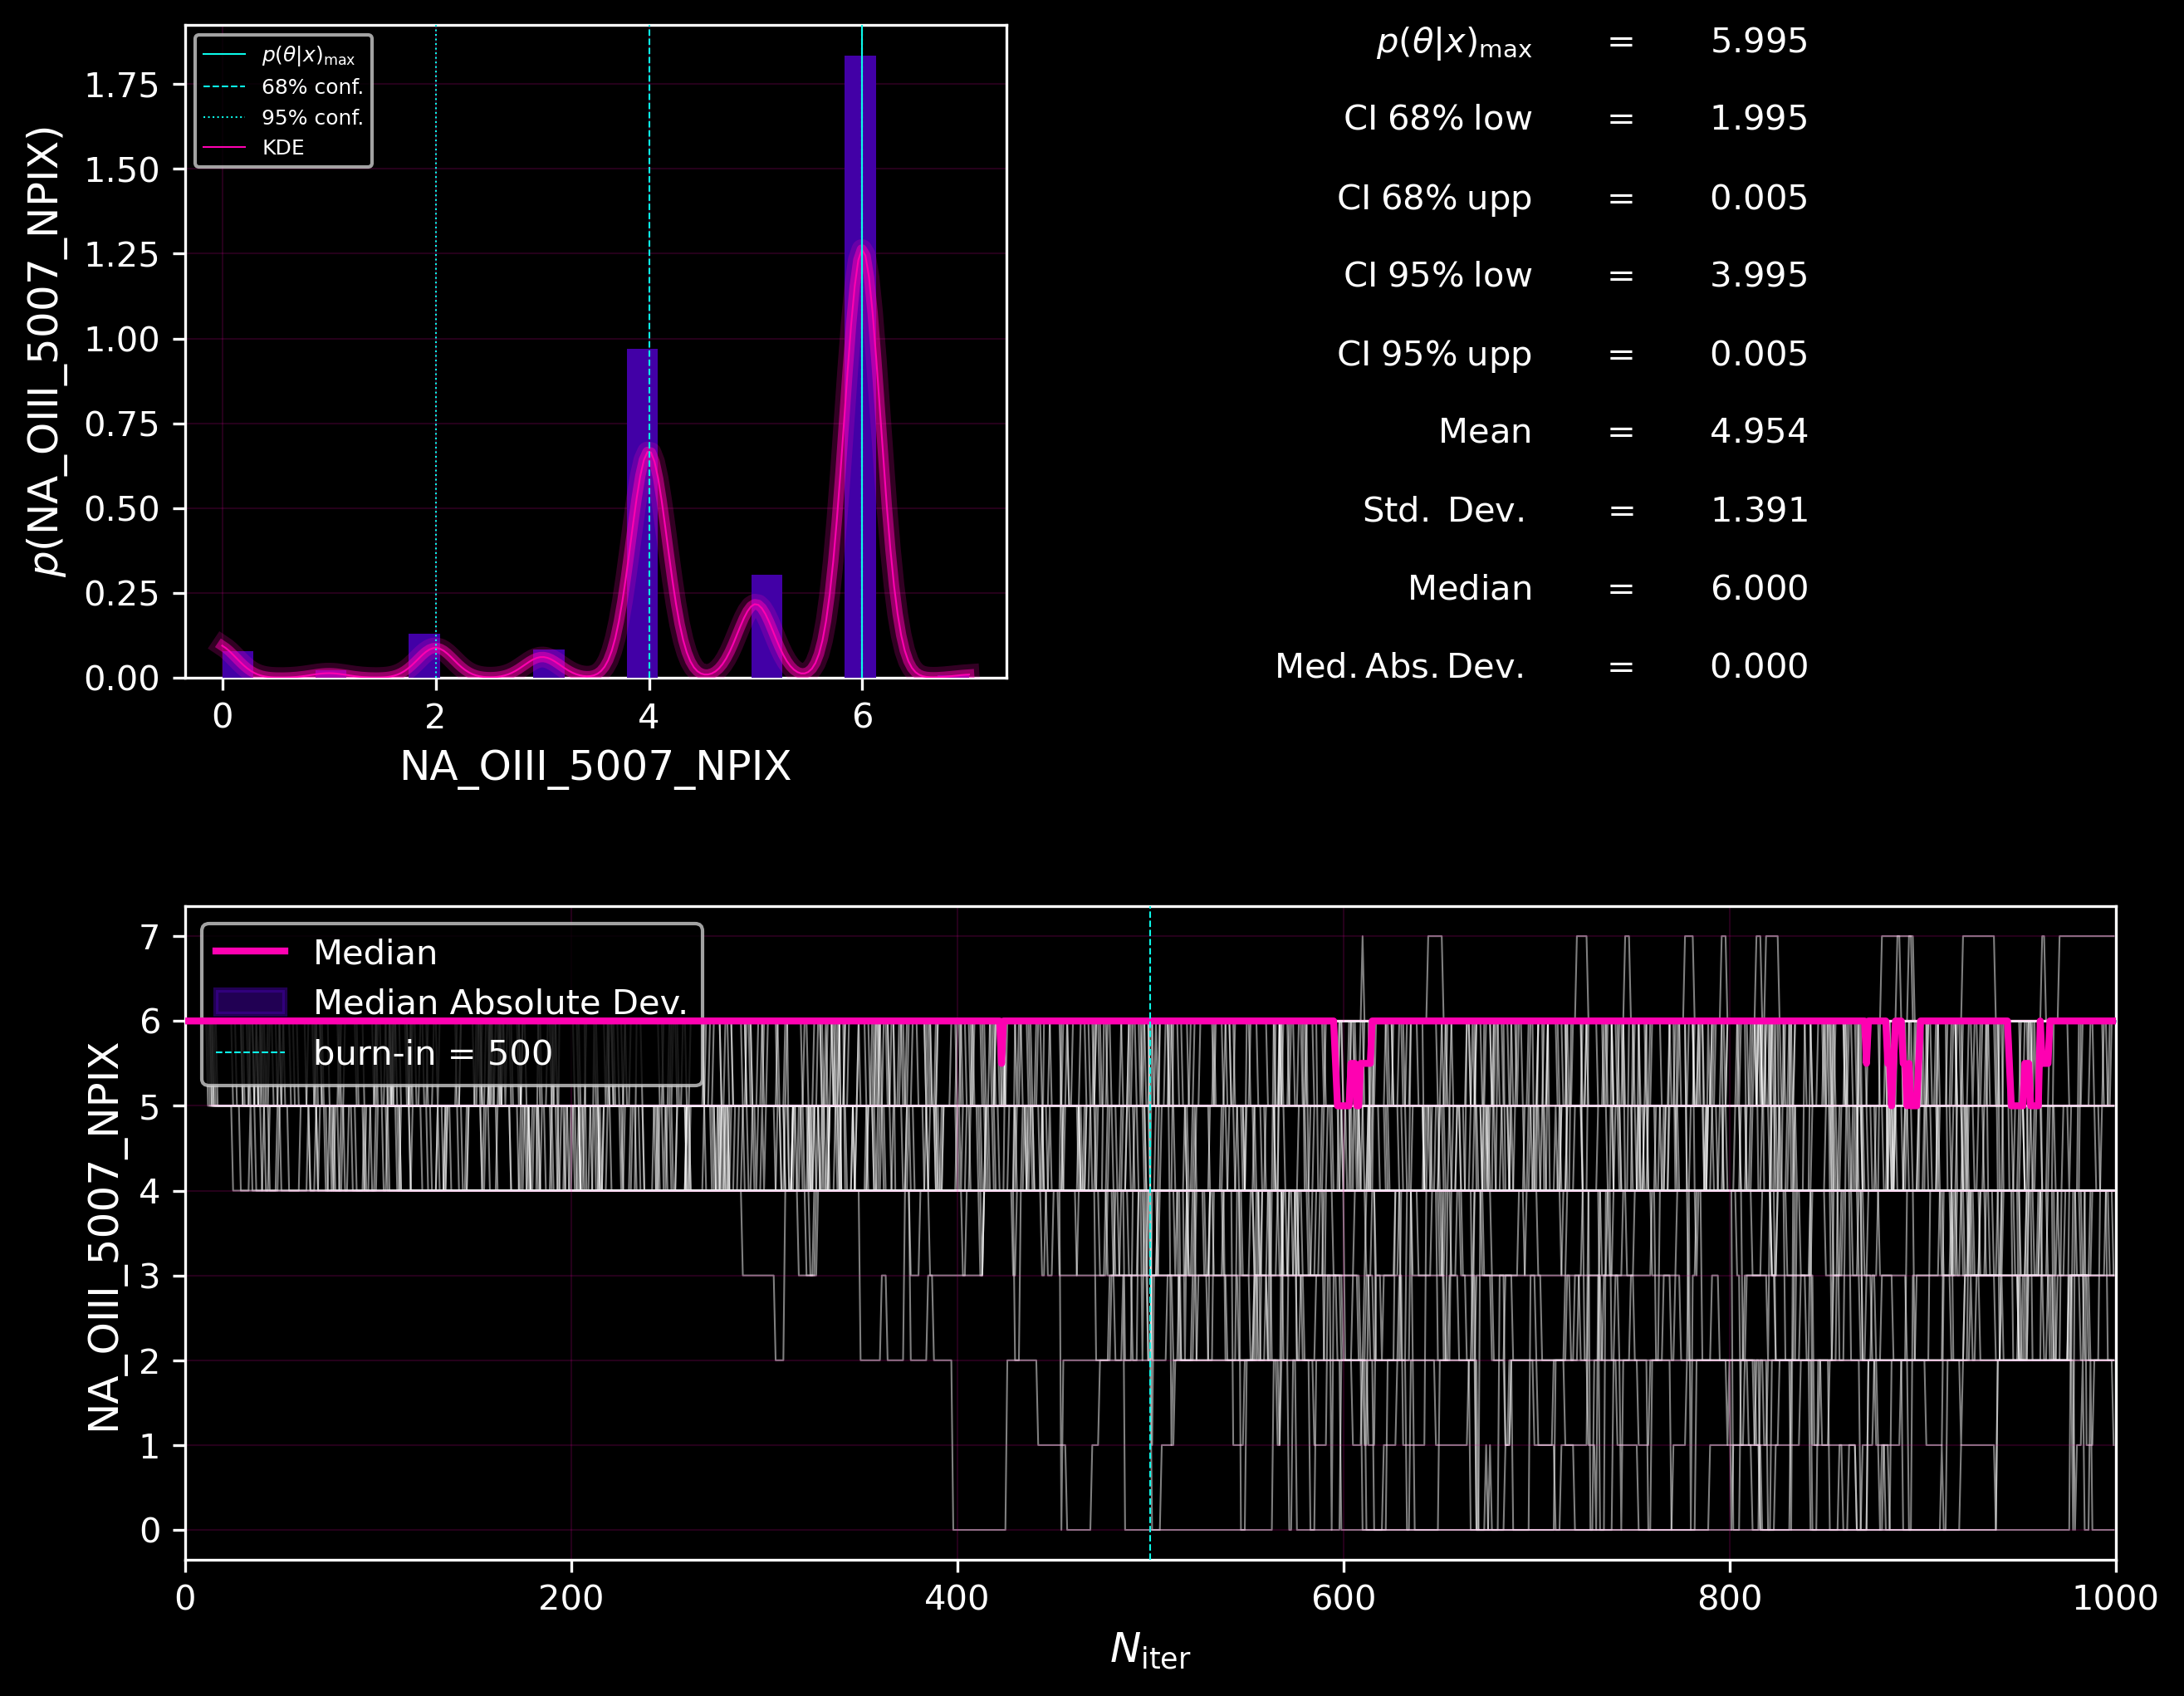 p(θ|x)max
68% conf.
95% conf.
KDE
1.75
1.50
1.25
1.00
0.75
0.50
0.25
0.00
p(NA_OIII_5007_NPIX)
0 2 4 6
NA_OIII_5007_NPIX
p(θ|x)max = 5.995
CI 68% low = 1.995
CI 68% upp = 0.005
CI 95% low = 3.995
CI 95% upp = 0.005
Mean = 4.954
Std. Dev. = 1.391
Median = 6.000
Med. Abs. Dev. = 0.000
Median
Median Absolute Dev.
burn-in = 500
7
6
5
4
3
2
1
0
NA_OIII_5007_NPIX
0 200 400 600 800 1000
Niter